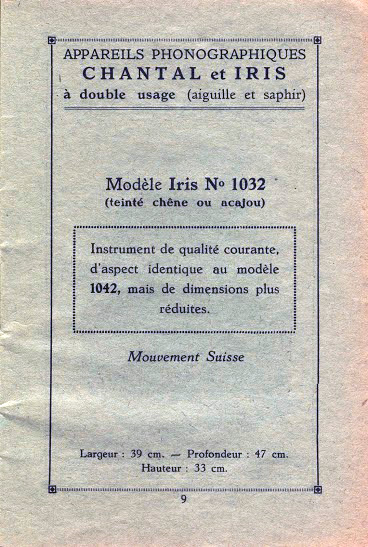 APPAREILS PHONOGRAPHIQUES
CHANTAL et IRIS
à double usage (aiguille et saphir)
Modèle Iris No 1032
(teinté chêne ou acajou)
Instrument de qualité courante,
d'aspect identique au modèle
1042, mais de dimensions plus
réduites.
Mouvement Suisse
Largeur : 39 cm. — Profondeur : 47 cm.
Hauteur : 33 cm.
9